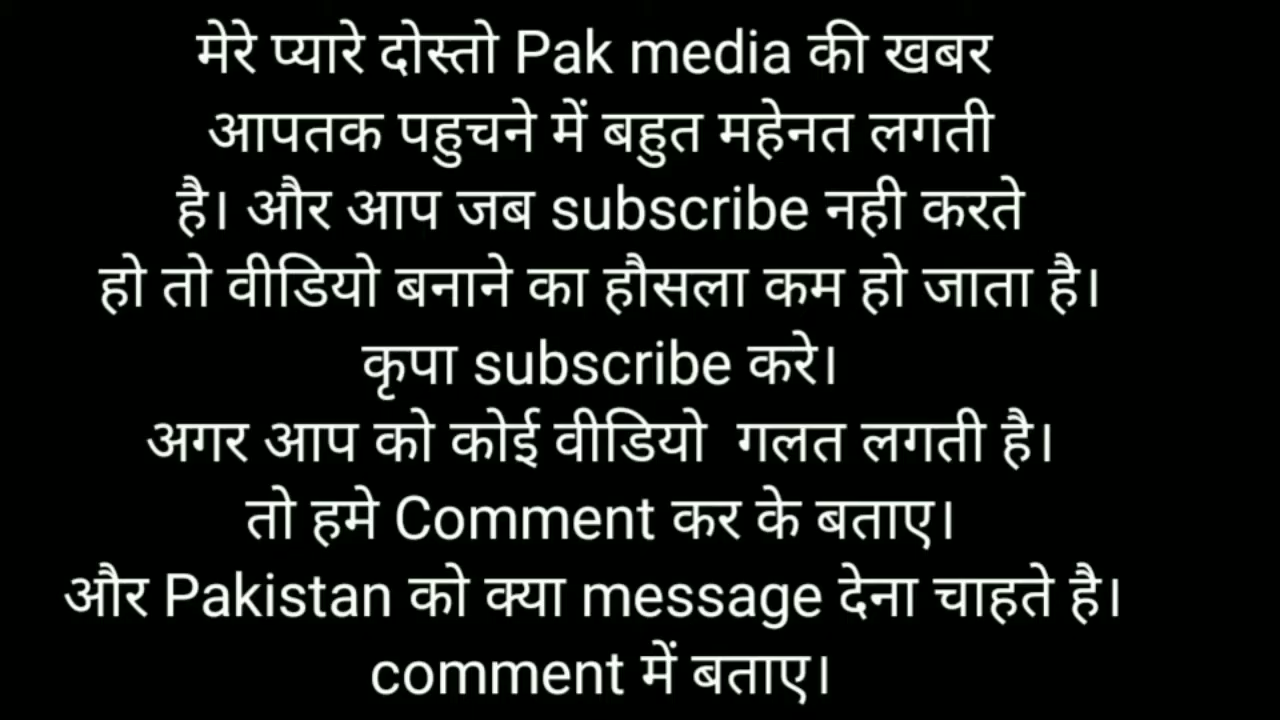 मेरे प्यारे दोस्तो Pak media की खबर
आपतक पहुचने में बहुत महेनत लगती
है। और आप जब subscribe नही करते
हो तो वीडियो बनाने का हौसला कम हो जाता है।
कृपा subscribe करे।
अगर आप को कोई वीडियो गलत लगती है।
तो हमे Comment कर के बताए।
और Pakistan को क्या message देना चाहते है।
comment में बताए।